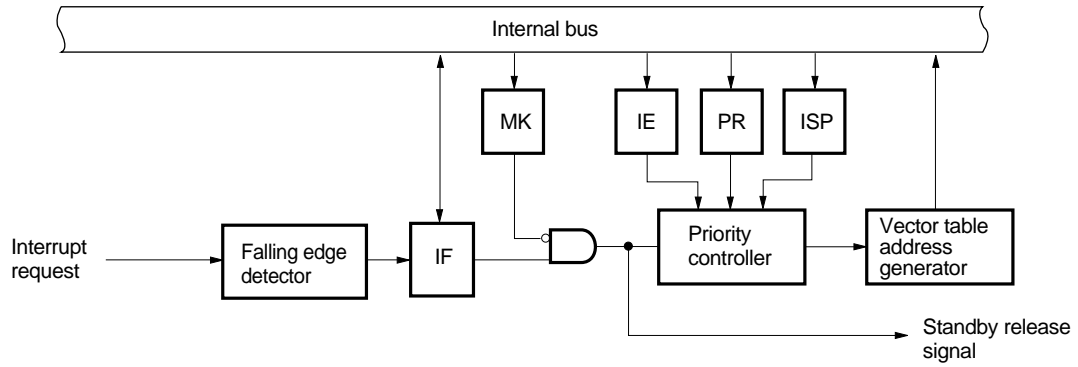 Internal bus
MK
IE
PR
ISP
Interrupt
request
Falling edge
detector
IF
Priority
controller
Vector table
address
generator
Standby release
signal